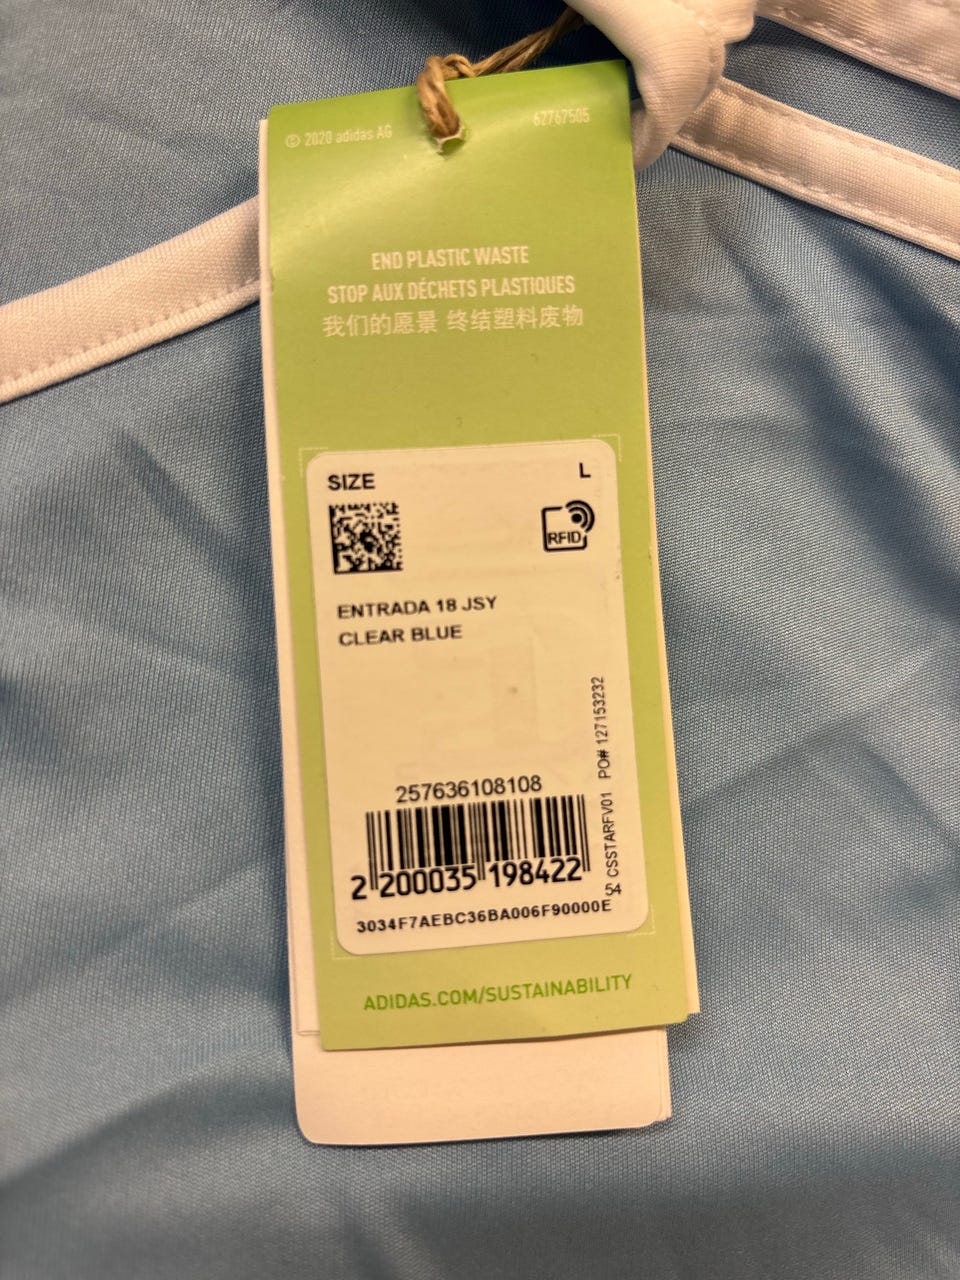 © 2020 adidas AG
62767505
END PLASTIC WASTE
STOP AUX DÉCHETS PLASTIQUES
我们的愿景 终结塑料废物
SIZE
L
RFID
ENTRADA 18 JSY
CLEAR BLUE
54 CSSTARFV01 PO# 127153232
257636108108
2 200035 198422
3034F7AEBC36BA006F90000E
ADIDAS.COM/SUSTAINABILITY